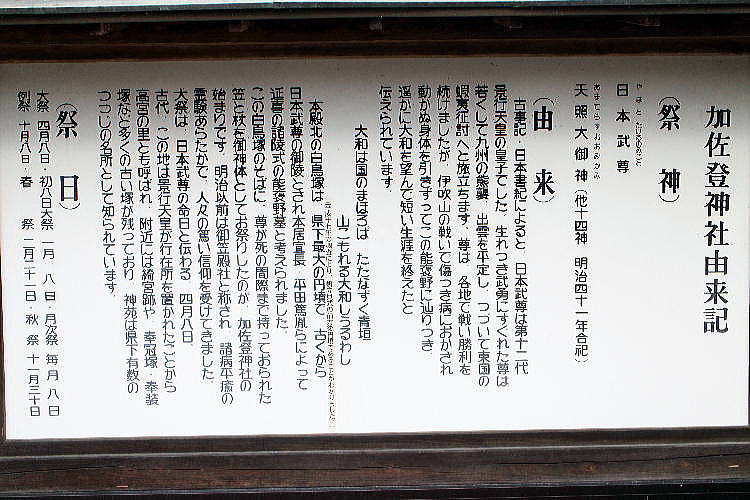 加佐登神社由来記
（祭神）
やまとたけるのみこと
日本武尊
あまてらすおおみかみ
天照大御神（他十四神 明治四十一年合祀）
（由来）
古事記、日本書紀によると、日本武尊は第十二代
景行天皇の皇子でした。生れつき武勇にすぐれた尊は
若くして九州の熊襲、出雲を平定し、つづいて東国の
蝦夷征討へと旅立ちます。尊は、各地で戦い勝利を
続けましたが、伊吹山の戦いで傷つき病におかされ
動かぬ身体を引きずってこの能褒野に辿りつき
遥かに大和を望んで短い生涯を終えたと
伝えられています。
大和は国のまほろば たたなずく青垣
山こもれる大和しうるわし
本殿北の白鳥塚は、県下最大の円墳で、古くから
日本武尊の御陵とされ本居宣長、平田篤胤らによって
延喜の諸陵式の能褒野墓と考えられました。
この白鳥塚のそばに、尊が死の間際まで持っておられた
笠と杖を御神体としてお祭りしたのが、加佐登神社の
始まりです。明治以前は御笠殿社と称され、諸病平癒の
霊験あらたかで、人々の篤い信仰を受けてきました。
大祭は、日本武尊の命日と伝わる、四月八日。
古代、この地は景行天皇が行在所を置かれたことから
高宮の里とも呼ばれ、附近には綺宮跡や、奉冠塚・奉装
塚など多くの古い塚が残っており、神苑は県下有数の
つつじの名所として知られています。
（祭日）
大祭 四月八日・初八日大祭 一月八日・月次祭 毎月八日
例祭 十月八日・春祭 二月二十一日・秋祭 十一月三十日